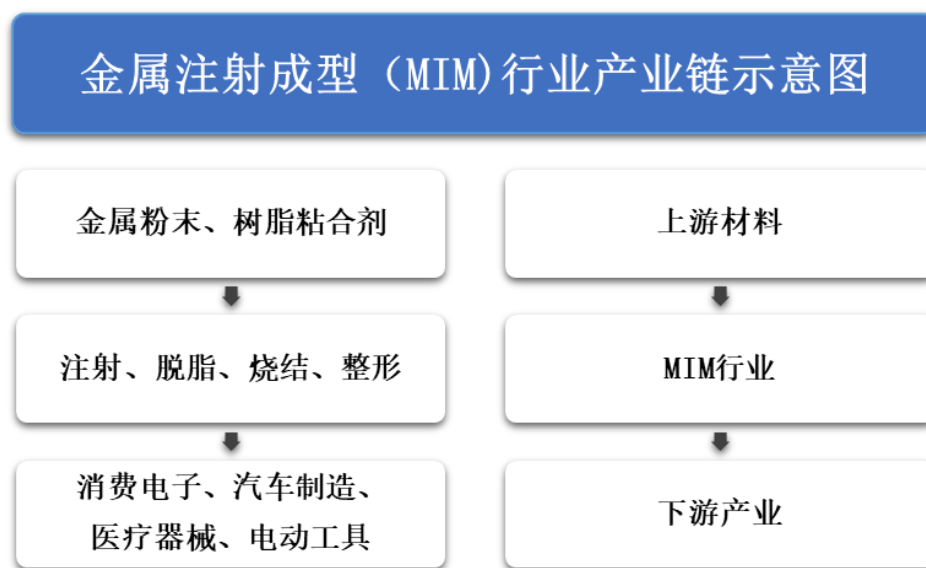 金属注射成型（MIM)行业产业链示意图
金属粉末、树脂粘合剂
上游材料
注射、脱脂、烧结、整形
MIM行业
消费电子、汽车制造、
医疗器械、电动工具
下游产业